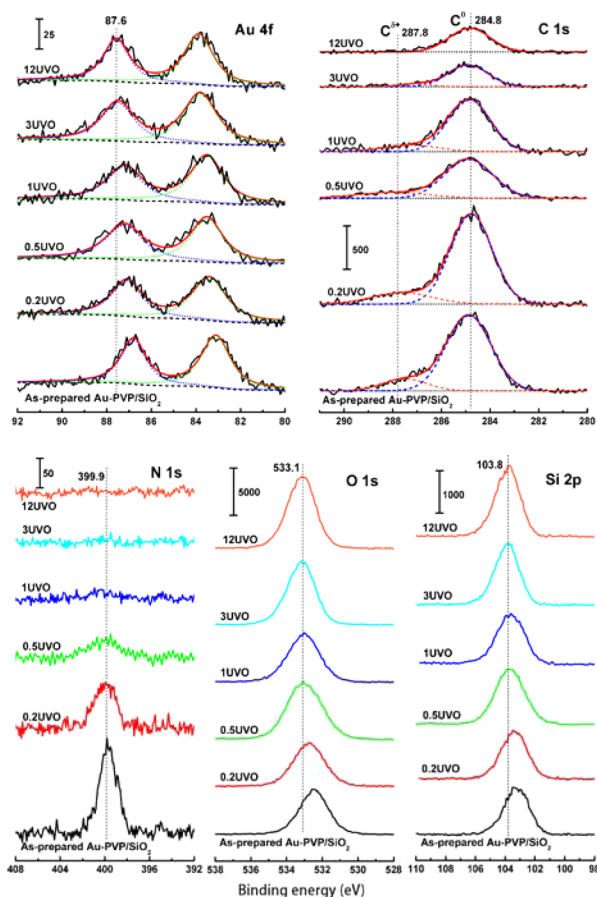 25
87.6
Au 4f
12UVO
3UVO
1UVO
0.5UVO
0.2UVO
As-prepared Au-PVP/SiO₂
92 90 88 86 84 82 80
Cᵟ⁺ 287.8
C⁰ 284.8
C 1s
12UVO
3UVO
1UVO
0.5UVO
500
0.2UVO
As-prepared Au-PVP/SiO₂
290 288 286 284 282 280
50
399.9
N 1s
12UVO
3UVO
1UVO
0.5UVO
0.2UVO
As-prepared Au-PVP/SiO₂
408 404 400 396 392
5000
533.1
O 1s
12UVO
3UVO
1UVO
0.5UVO
0.2UVO
As-prepared Au-PVP/SiO₂
538 536 534 532 530 528
1000
103.8
Si 2p
12UVO
3UVO
1UVO
0.5UVO
0.2UVO
As-prepared Au-PVP/SiO₂
110 108 106 104 102 100 98
Binding energy (eV)